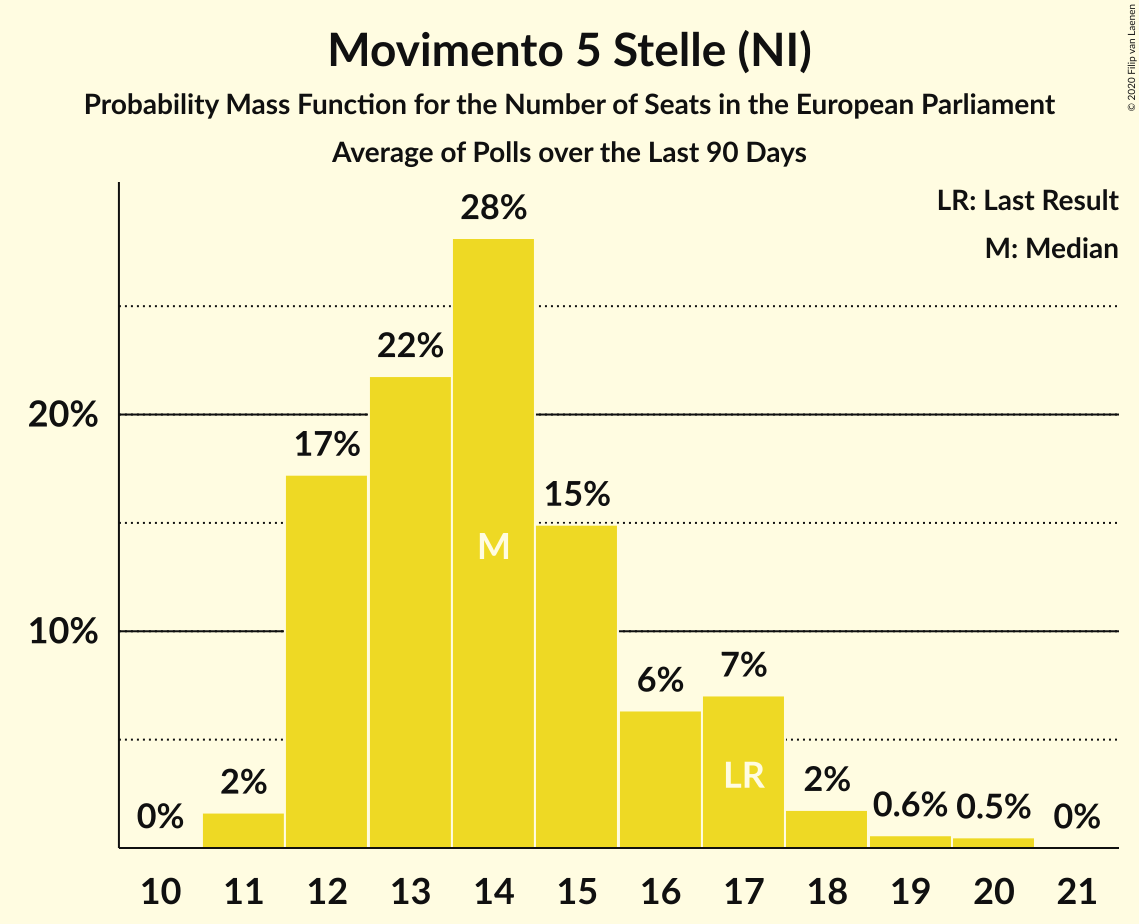 Movimento 5 Stelle (NI)
Probability Mass Function for the Number of Seats in the European Parliament
Average of Polls over the Last 90 Days
© 2020 Filip van Laenen
LR: Last Result
M: Median
28%
22%
20%
17%
15%
M
10%
7%
6%
LR
2%
2%
0%
0.6%
0.5%
0%
10 11 12 13 14 15 16 17 18 19 20 21